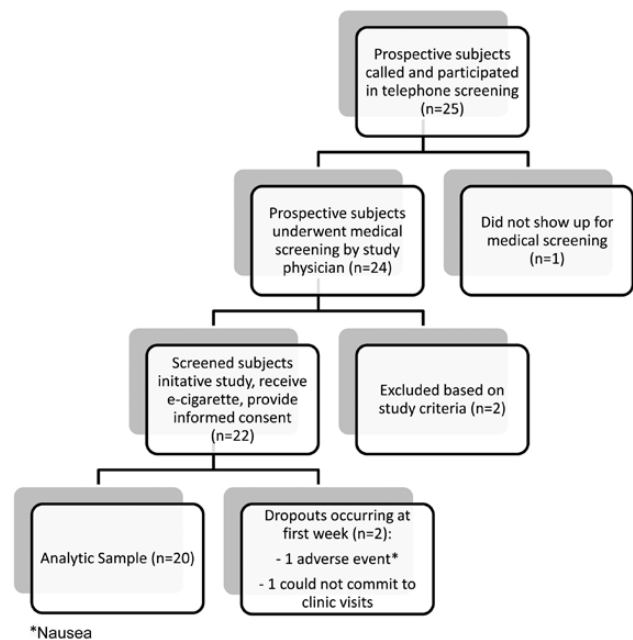 Prospective subjects
called and participated
in telephone screening
(n=25)
Prospective subjects
underwent medical
screening by study
physician (n=24)
Did not show up for
medical screening
(n=1)
Screened subjects
initative study, receive
e-cigarette, provide
informed consent
(n=22)
Excluded based on
study criteria (n=2)
Analytic Sample (n=20)
Dropouts occurring at
first week (n=2):
- 1 adverse event*
- 1 could not commit to
clinic visits
*Nausea